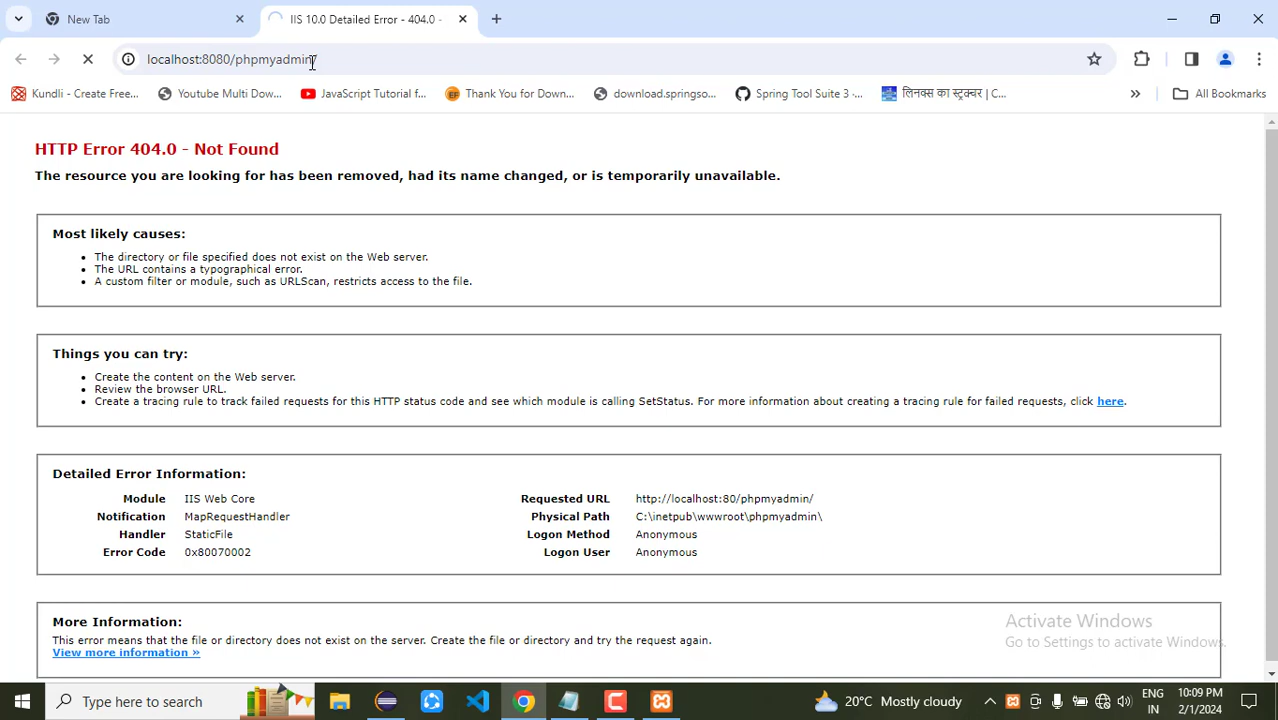 New Tab
IIS 10.0 Detailed Error - 404.0 -
localhost:8080/phpmyadmin/
Kundli - Create Free...
Youtube Multi Dow...
JavaScript Tutorial f...
Thank You for Down...
download.springso...
Spring Tool Suite 3 -...
लिनक्स का स्ट्रक्चर | C...
All Bookmarks
HTTP Error 404.0 - Not Found
The resource you are looking for has been removed, had its name changed, or is temporarily unavailable.
Most likely causes:
The directory or file specified does not exist on the Web server.
The URL contains a typographical error.
A custom filter or module, such as URLScan, restricts access to the file.
Things you can try:
Create the content on the Web server.
Review the browser URL.
Create a tracing rule to track failed requests for this HTTP status code and see which module is calling SetStatus. For more information about creating a tracing rule for failed requests, click here.
Detailed Error Information:
Module IIS Web Core
Notification MapRequestHandler
Handler StaticFile
Error Code 0x80070002
Requested URL http://localhost:80/phpmyadmin/
Physical Path C:\inetpub\wwwroot\phpmyadmin\
Logon Method Anonymous
Logon User Anonymous
More Information:
This error means that the file or directory does not exist on the server. Create the file or directory and try the request again.
View more information »
Activate Windows
Go to Settings to activate Windows.
Type here to search
20°C Mostly cloudy
ENG
IN
10:09 PM
2/1/2024